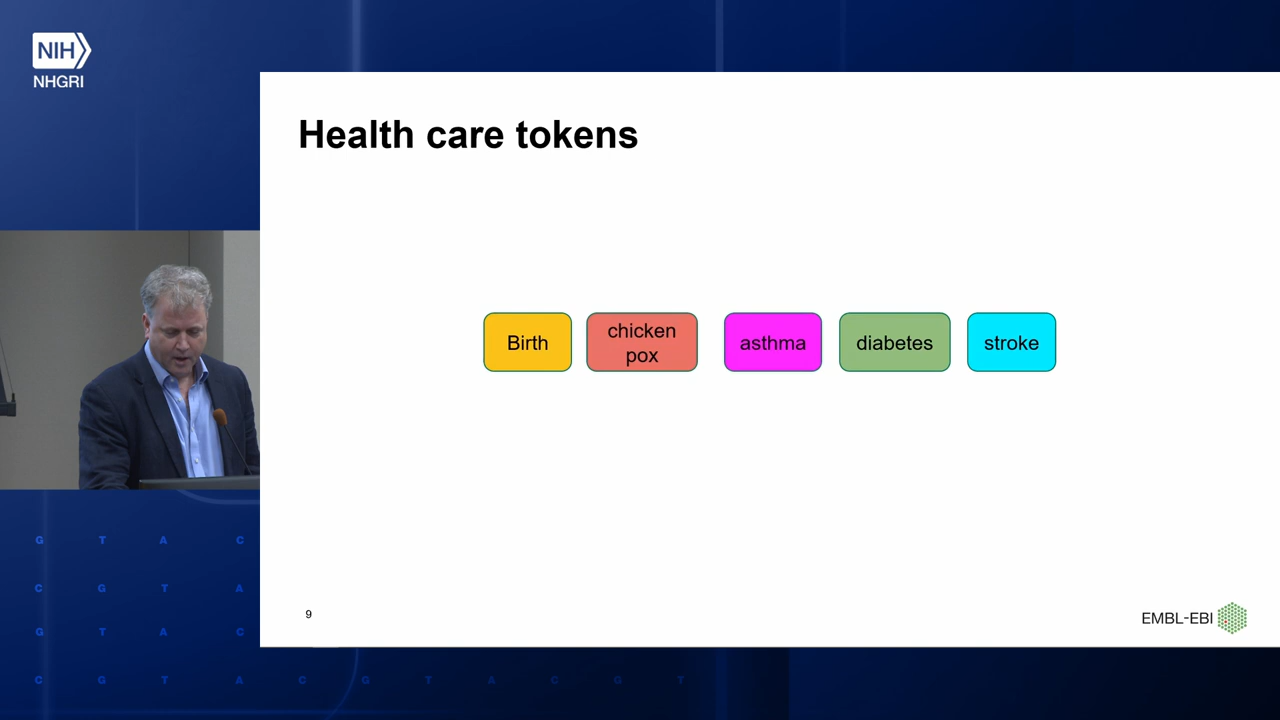 NIH
NHGRI
Health care tokens
Birth
chicken
pox
asthma
diabetes
stroke
9
EMBL-EBI
G T A C
C G T A
G T A C
C G T A C G T A C G T